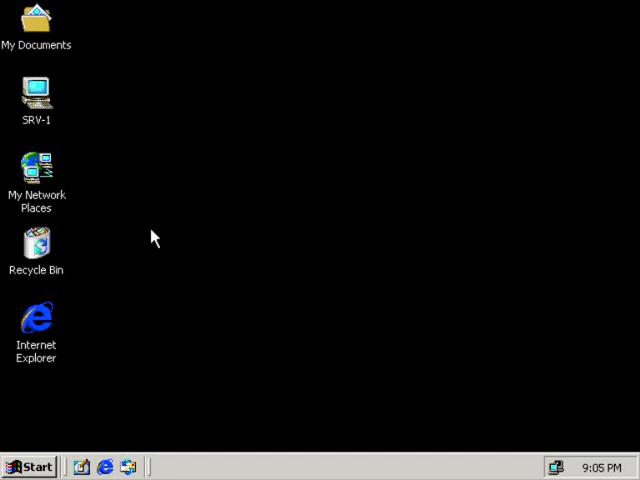 My Documents
SRV-1
My Network
Places
Recycle Bin
Internet
Explorer
Start
9:05 PM